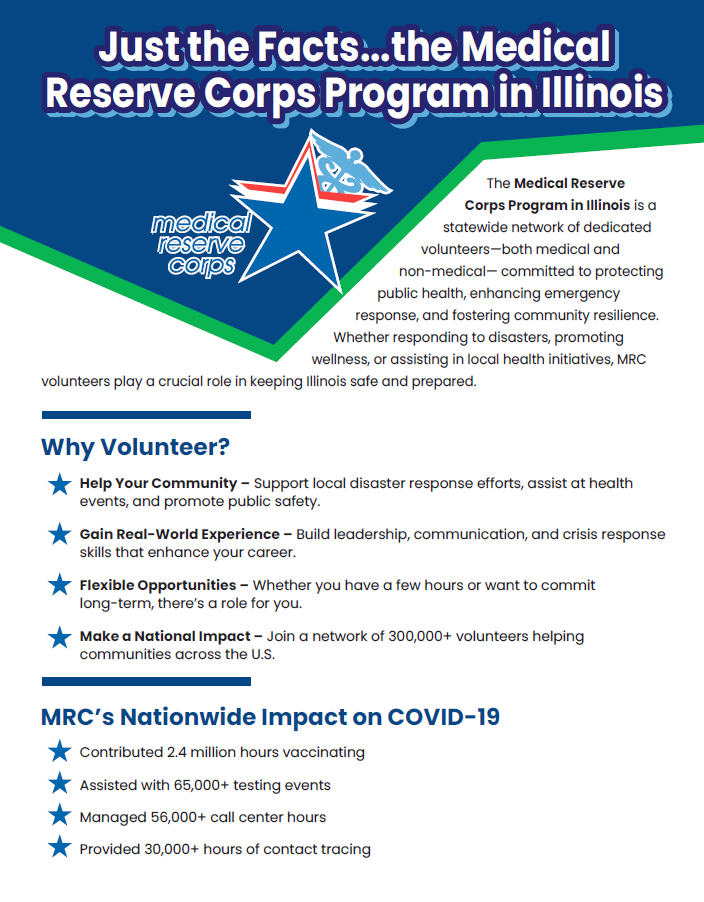 Just the Facts...the Medical
Reserve Corps Program in Illinois
medical
reserve
corps
The Medical Reserve
Corps Program in Illinois is a
statewide network of dedicated
volunteers—both medical and
non-medical— committed to protecting
public health, enhancing emergency
response, and fostering community resilience.
Whether responding to disasters, promoting
wellness, or assisting in local health initiatives, MRC
volunteers play a crucial role in keeping Illinois safe and prepared.
Why Volunteer?
Help Your Community – Support local disaster response efforts, assist at health
events, and promote public safety.
Gain Real-World Experience – Build leadership, communication, and crisis response
skills that enhance your career.
Flexible Opportunities – Whether you have a few hours or want to commit
long-term, there’s a role for you.
Make a National Impact – Join a network of 300,000+ volunteers helping
communities across the U.S.
MRC’s Nationwide Impact on COVID-19
Contributed 2.4 million hours vaccinating
Assisted with 65,000+ testing events
Managed 56,000+ call center hours
Provided 30,000+ hours of contact tracing